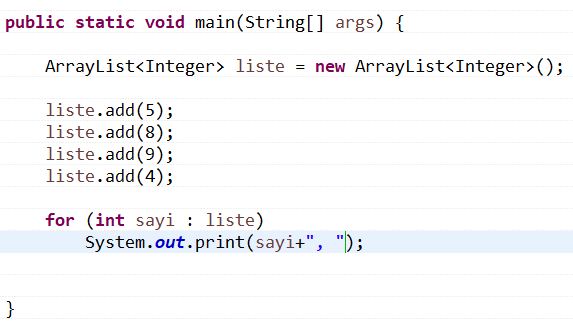 public static void main(String[] args) {
ArrayList<Integer> liste = new ArrayList<Integer>();
liste.add(5);
liste.add(8);
liste.add(9);
liste.add(4);
for (int sayi : liste)
System.out.print(sayi+", ");
}